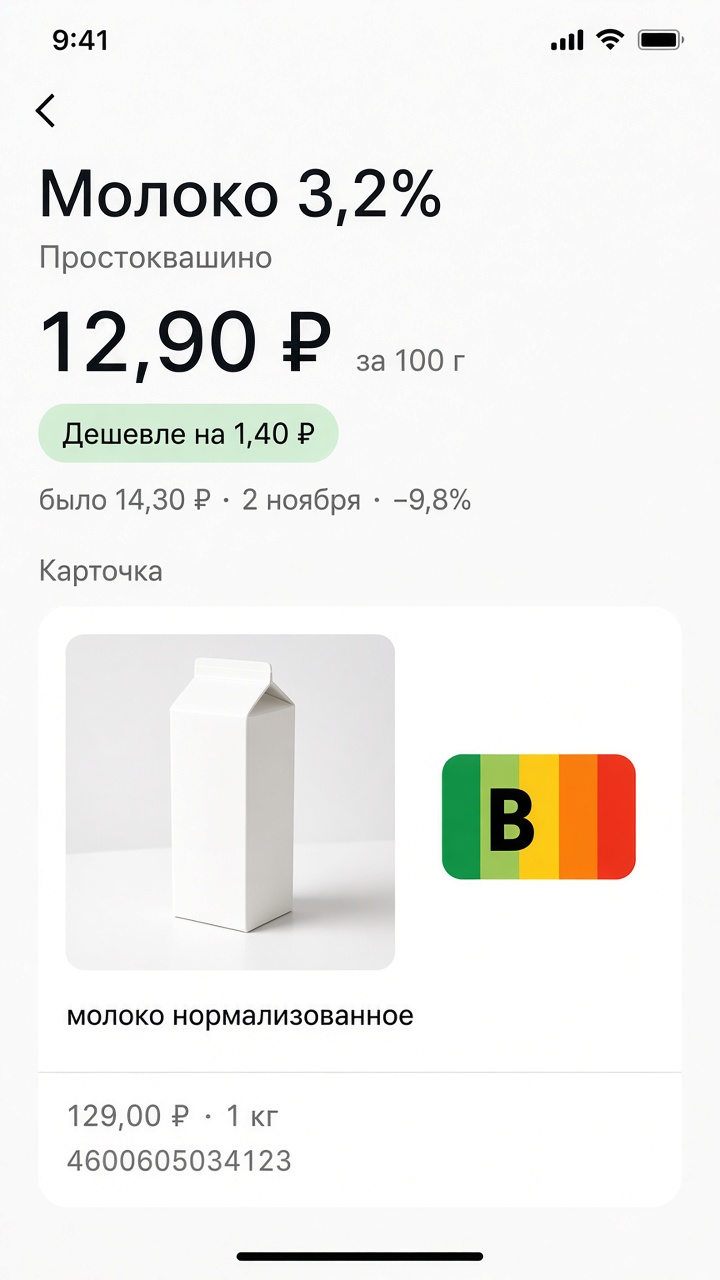 9:41
Молоко 3,2%
Простоквашино
12,90 ₽ за 100 г
Дешевле на 1,40 ₽
было 14,30 ₽ · 2 ноября · −9,8%
Карточка
B
молоко нормализованное
129,00 ₽ · 1 кг
4600605034123